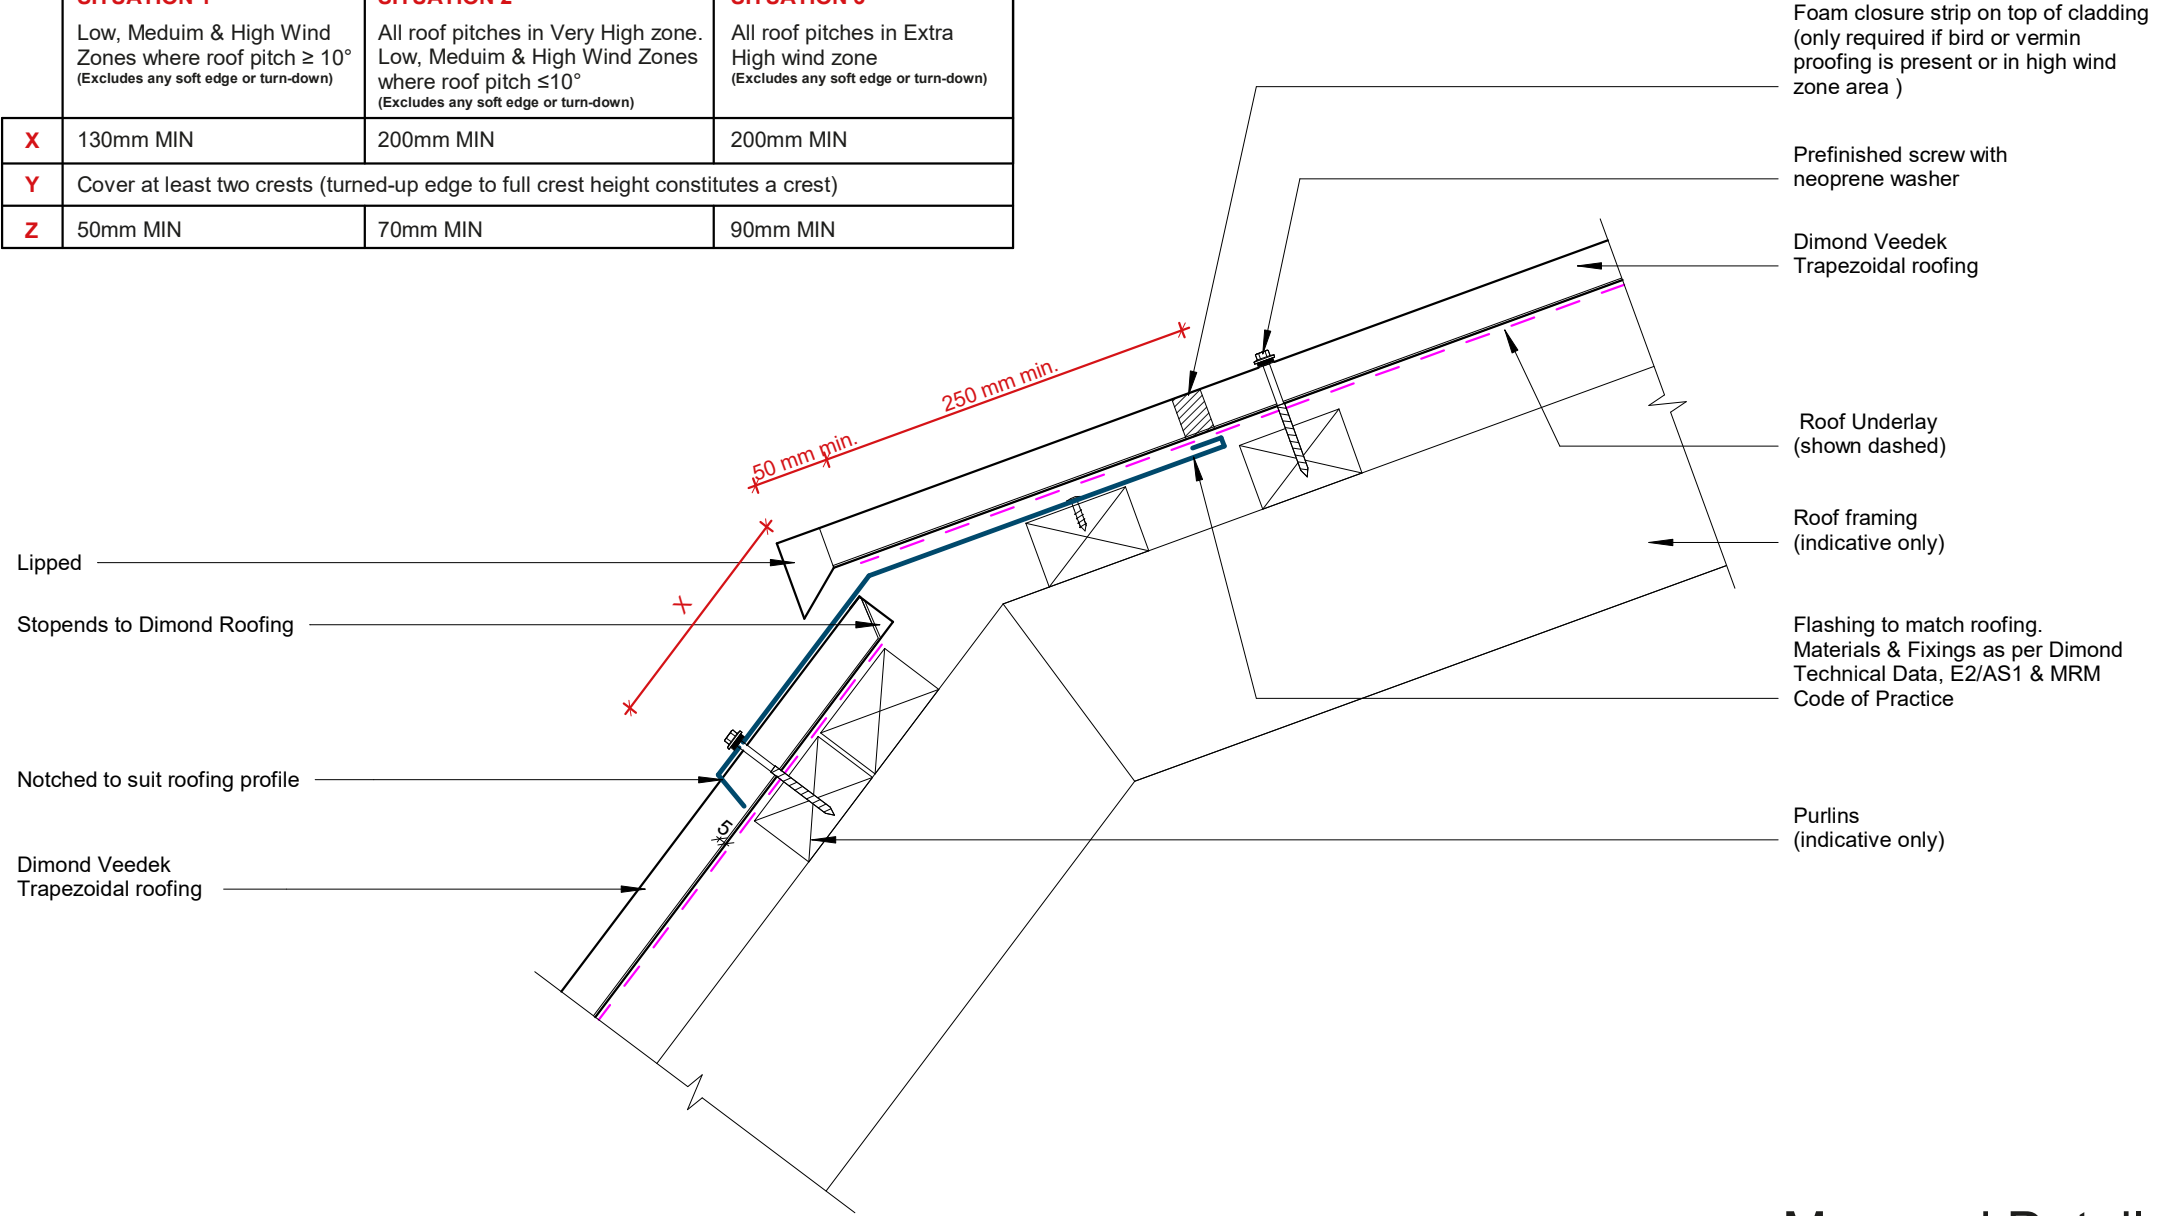 SITUATION 1
Low, Meduim & High Wind
Zones where roof pitch ≥ 10°
(Excludes any soft edge or turn-down)
SITUATION 2
All roof pitches in Very High zone.
Low, Meduim & High Wind Zones
where roof pitch ≤10°
(Excludes any soft edge or turn-down)
SITUATION 3
All roof pitches in Extra
High wind zone
(Excludes any soft edge or turn-down)
X 130mm MIN 200mm MIN 200mm MIN
Y Cover at least two crests (turned-up edge to full crest height constitutes a crest)
Z 50mm MIN 70mm MIN 90mm MIN
Foam closure strip on top of cladding
(only required if bird or vermin
proofing is present or in high wind
zone area )
Prefinished screw with
neoprene washer
Dimond Veedek
Trapezoidal roofing
250 mm min.
50 mm min.
Roof Underlay
(shown dashed)
Roof framing
(indicative only)
Lipped
X
Stopends to Dimond Roofing
Flashing to match roofing.
Materials & Fixings as per Dimond
Technical Data, E2/AS1 & MRM
Code of Practice
Notched to suit roofing profile
5
Purlins
(indicative only)
Dimond Veedek
Trapezoidal roofing